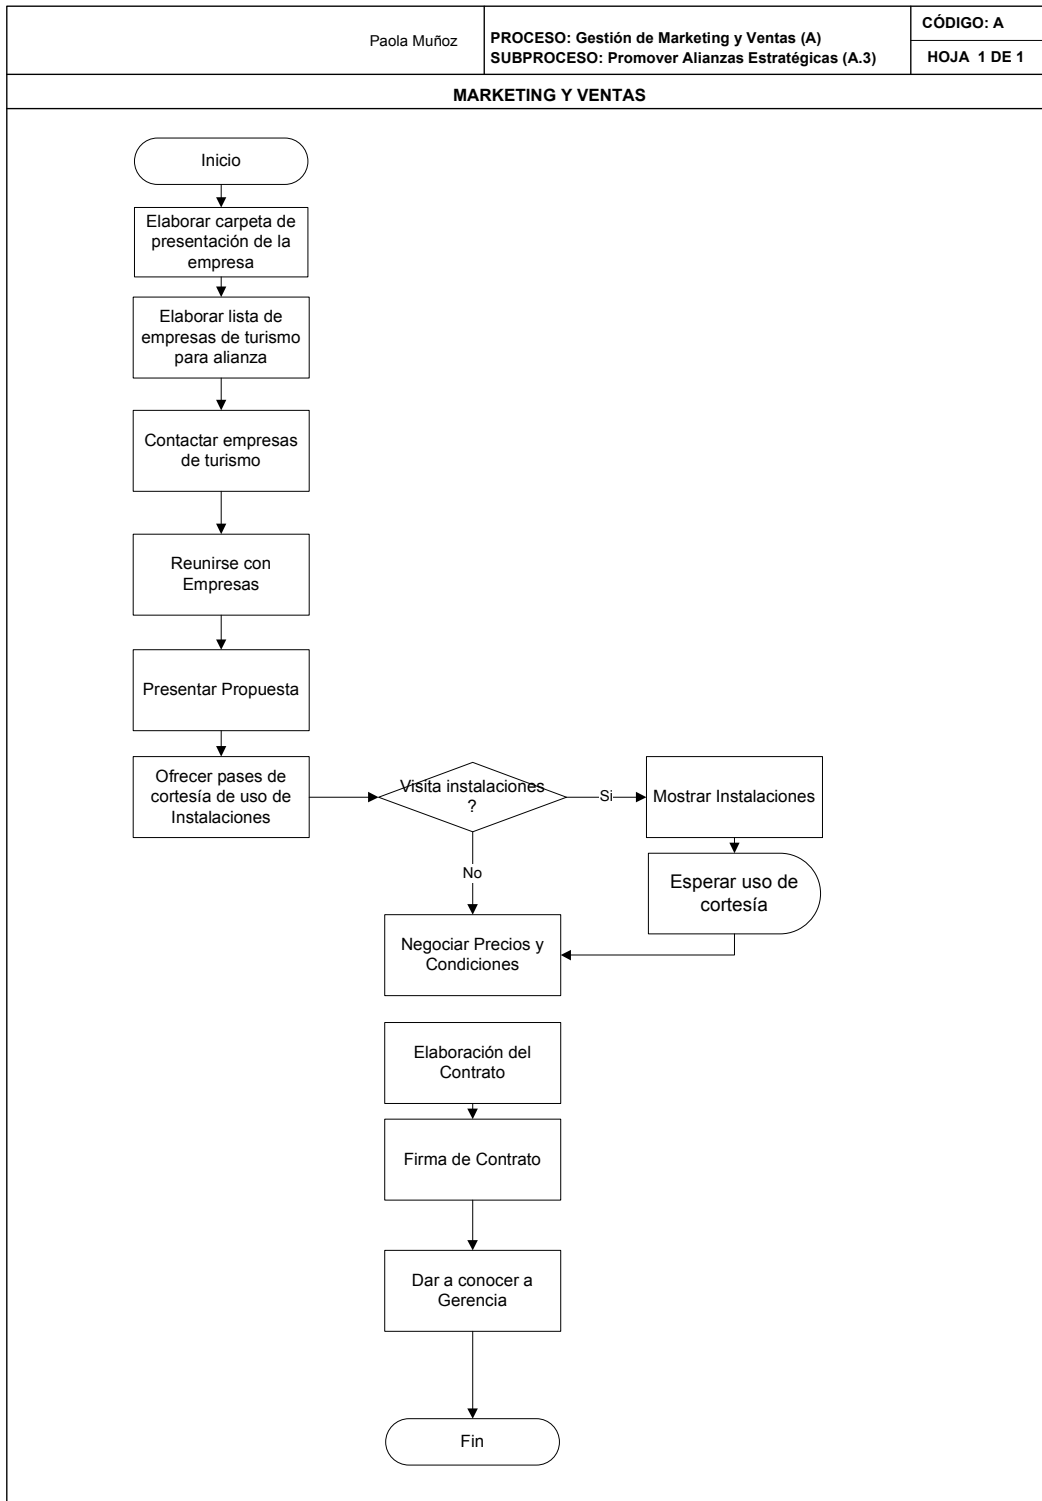 Paola Muñoz
PROCESO: Gestión de Marketing y Ventas (A)
SUBPROCESO: Promover Alianzas Estratégicas (A.3)
CÓDIGO: A
HOJA 1 DE 1
MARKETING Y VENTAS
Inicio
Elaborar carpeta de
presentación de la
empresa
Elaborar lista de
empresas de turismo
para alianza
Contactar empresas
de turismo
Reunirse con
Empresas
Presentar Propuesta
Ofrecer pases de
cortesía de uso de
Instalaciones
Visita instalaciones
?
Si
Mostrar Instalaciones
Esperar uso de
cortesía
No
Negociar Precios y
Condiciones
Elaboración del
Contrato
Firma de Contrato
Dar a conocer a
Gerencia
Fin